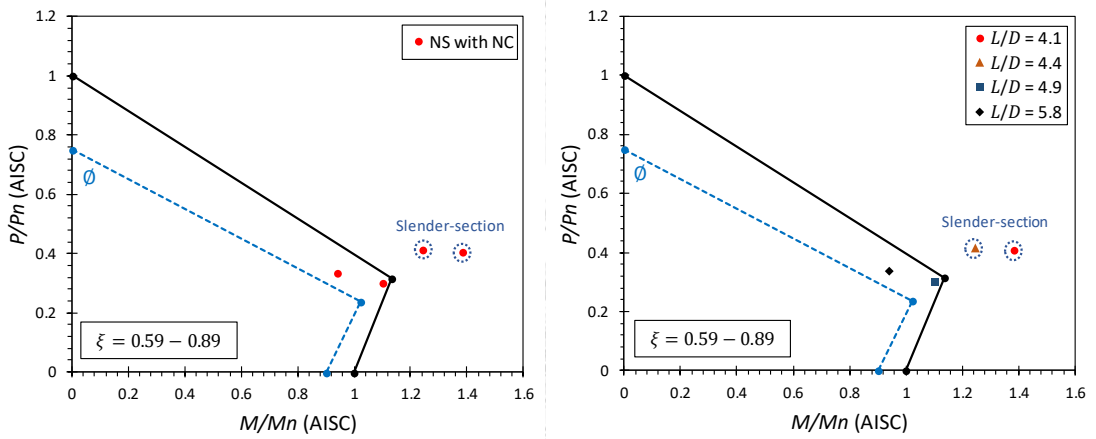 1.2
1
0.8
0.6
0.4
0.2
0
P/Pn (AISC)
NS with NC
Ø
Slender-section
ξ = 0.59 − 0.89
0 0.2 0.4 0.6 0.8 1 1.2 1.4 1.6
M/Mn (AISC)
1.2
1
0.8
0.6
0.4
0.2
0
P/Pn (AISC)
L/D = 4.1
L/D = 4.4
L/D = 4.9
L/D = 5.8
Ø
Slender-section
ξ = 0.59 − 0.89
0 0.2 0.4 0.6 0.8 1 1.2 1.4 1.6
M/Mn (AISC)